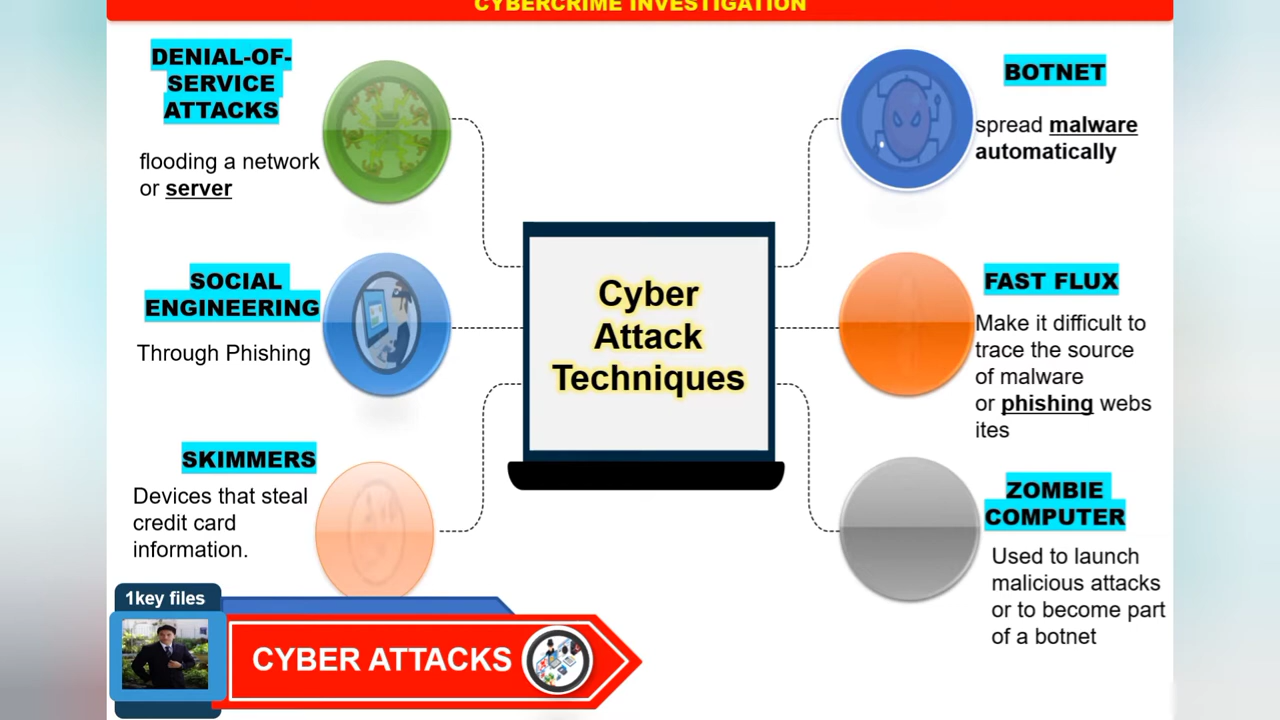 CYBERCRIME INVESTIGATION
DENIAL-OF-
SERVICE
ATTACKS
flooding a network
or server
SOCIAL
ENGINEERING
Through Phishing
SKIMMERS
Devices that steal
credit card
information.
Cyber
Attack
Techniques
BOTNET
spread malware
automatically
FAST FLUX
Make it difficult to
trace the source
of malware
or phishing webs
ites
ZOMBIE
COMPUTER
Used to launch
malicious attacks
or to become part
of a botnet
1key files
CYBER ATTACKS